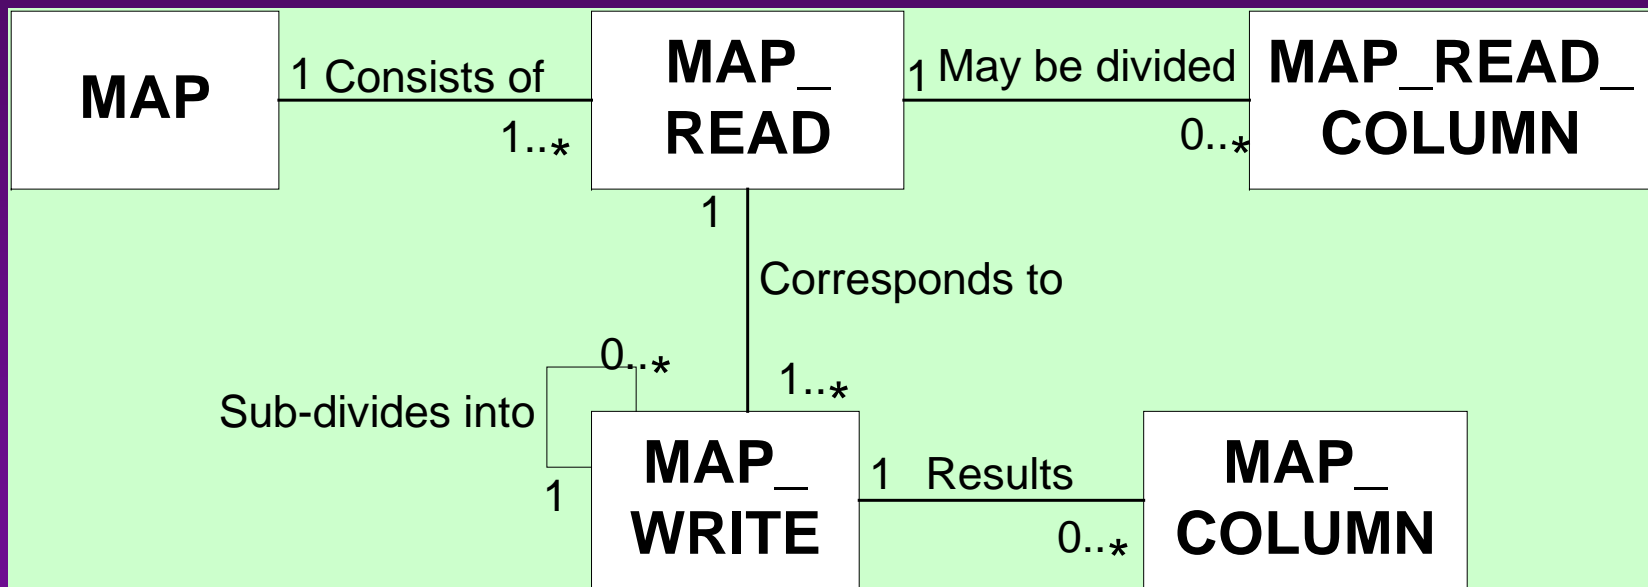 MAP
1 Consists of
1..*
MAP_
READ
1 May be divided
0..*
MAP_READ_
COLUMN
1
Corresponds to
1..*
0..*
Sub-divides into
1
MAP_
WRITE
1 Results
0..*
MAP_
COLUMN